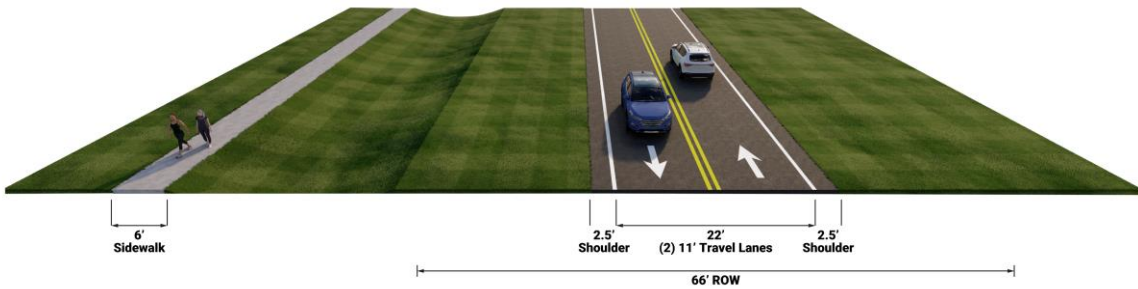 6'
Sidewalk
2.5'
Shoulder
22'
(2) 11' Travel Lanes
2.5'
Shoulder
66' ROW